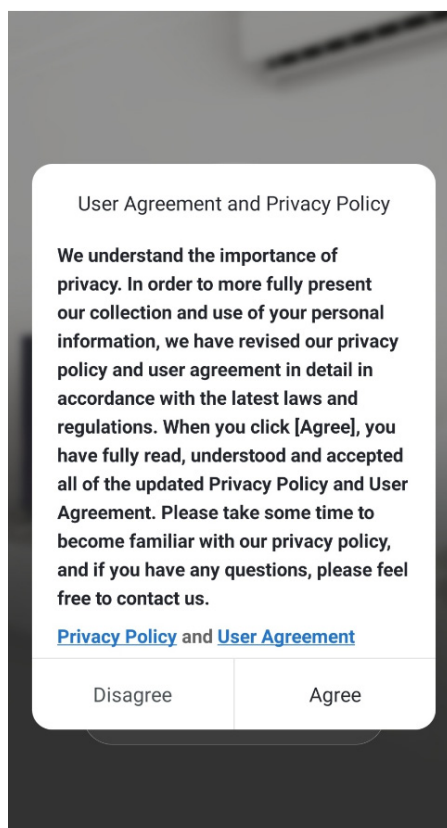 User Agreement and Privacy Policy
We understand the importance of
privacy. In order to more fully present
our collection and use of your personal
information, we have revised our privacy
policy and user agreement in detail in
accordance with the latest laws and
regulations. When you click [Agree], you
have fully read, understood and accepted
all of the updated Privacy Policy and User
Agreement. Please take some time to
become familiar with our privacy policy,
and if you have any questions, please feel
free to contact us.
Privacy Policy and User Agreement
Disagree
Agree